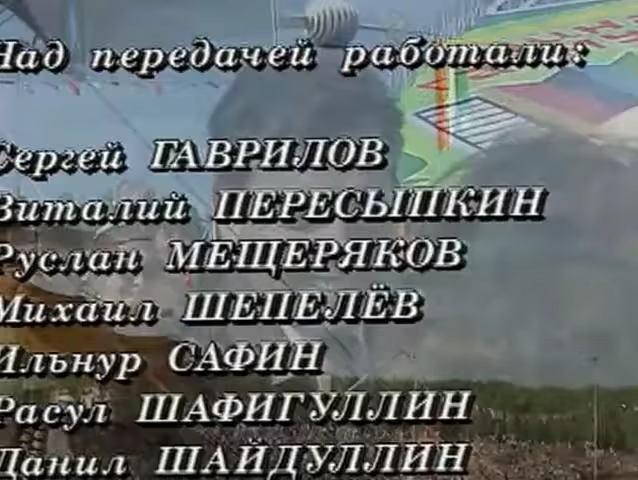 Над передачей работали:
Сергей ГАВРИЛОВ
Виталий ПЕРЕСЫПКИН
Руслан МЕЩЕРЯКОВ
Михаил ШЕПЕЛЁВ
Ильнур САФИН
Расул ШАФИГУЛЛИН
Данил ШАЙДУЛЛИН